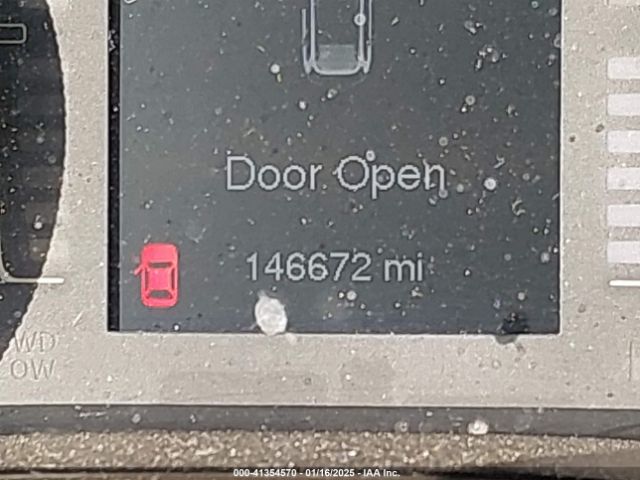 Door Open
146672 mi
WD
OW
000-41354570 - 01/16/2025 - IAA Inc.